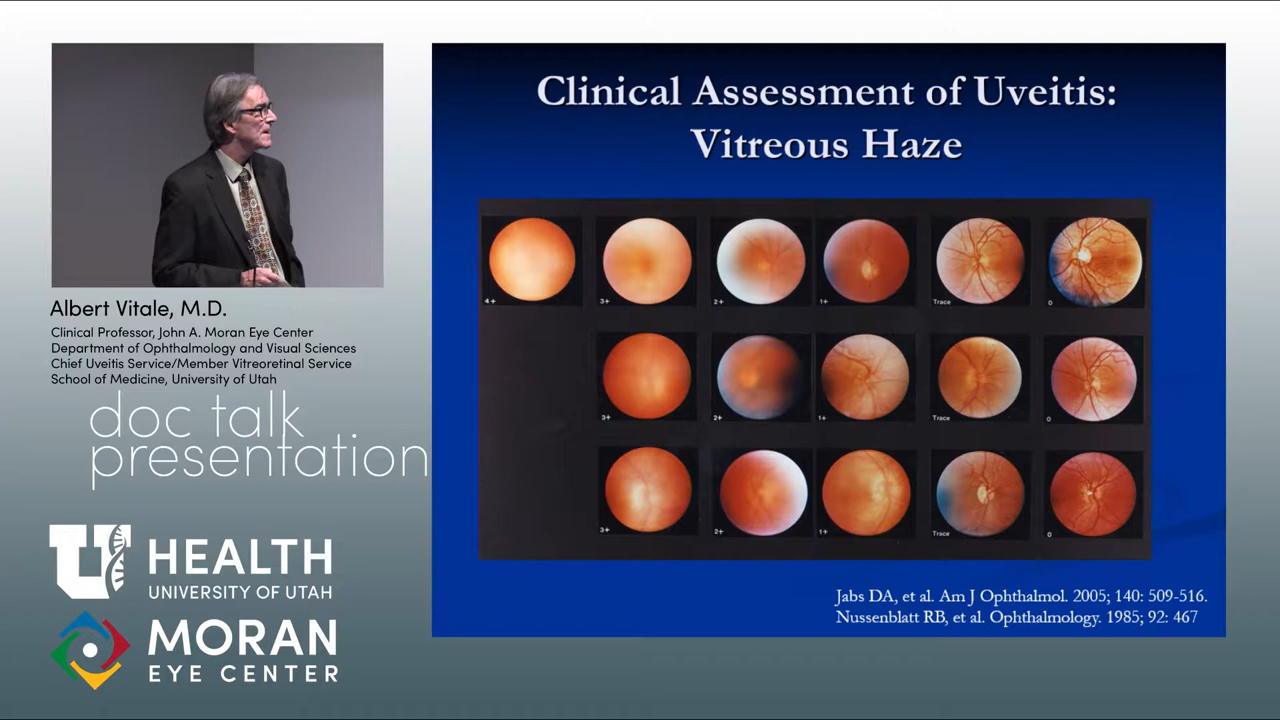 Clinical Assessment of Uveitis:
Vitreous Haze
4+
3+
2+
1+
Trace
0
3+
2+
1+
Trace
0
3+
2+
1+
Trace
0
Jabs DA, et al. Am J Ophthalmol. 2005; 140: 509-516.
Nussenblatt RB, et al. Ophthalmology. 1985; 92: 467
Albert Vitale, M.D.
Clinical Professor, John A. Moran Eye Center
Department of Ophthalmology and Visual Sciences
Chief Uveitis Service/Member Vitreoretinal Service
School of Medicine, University of Utah
doc talk
presentation
U HEALTH
UNIVERSITY OF UTAH
MORAN
EYE CENTER